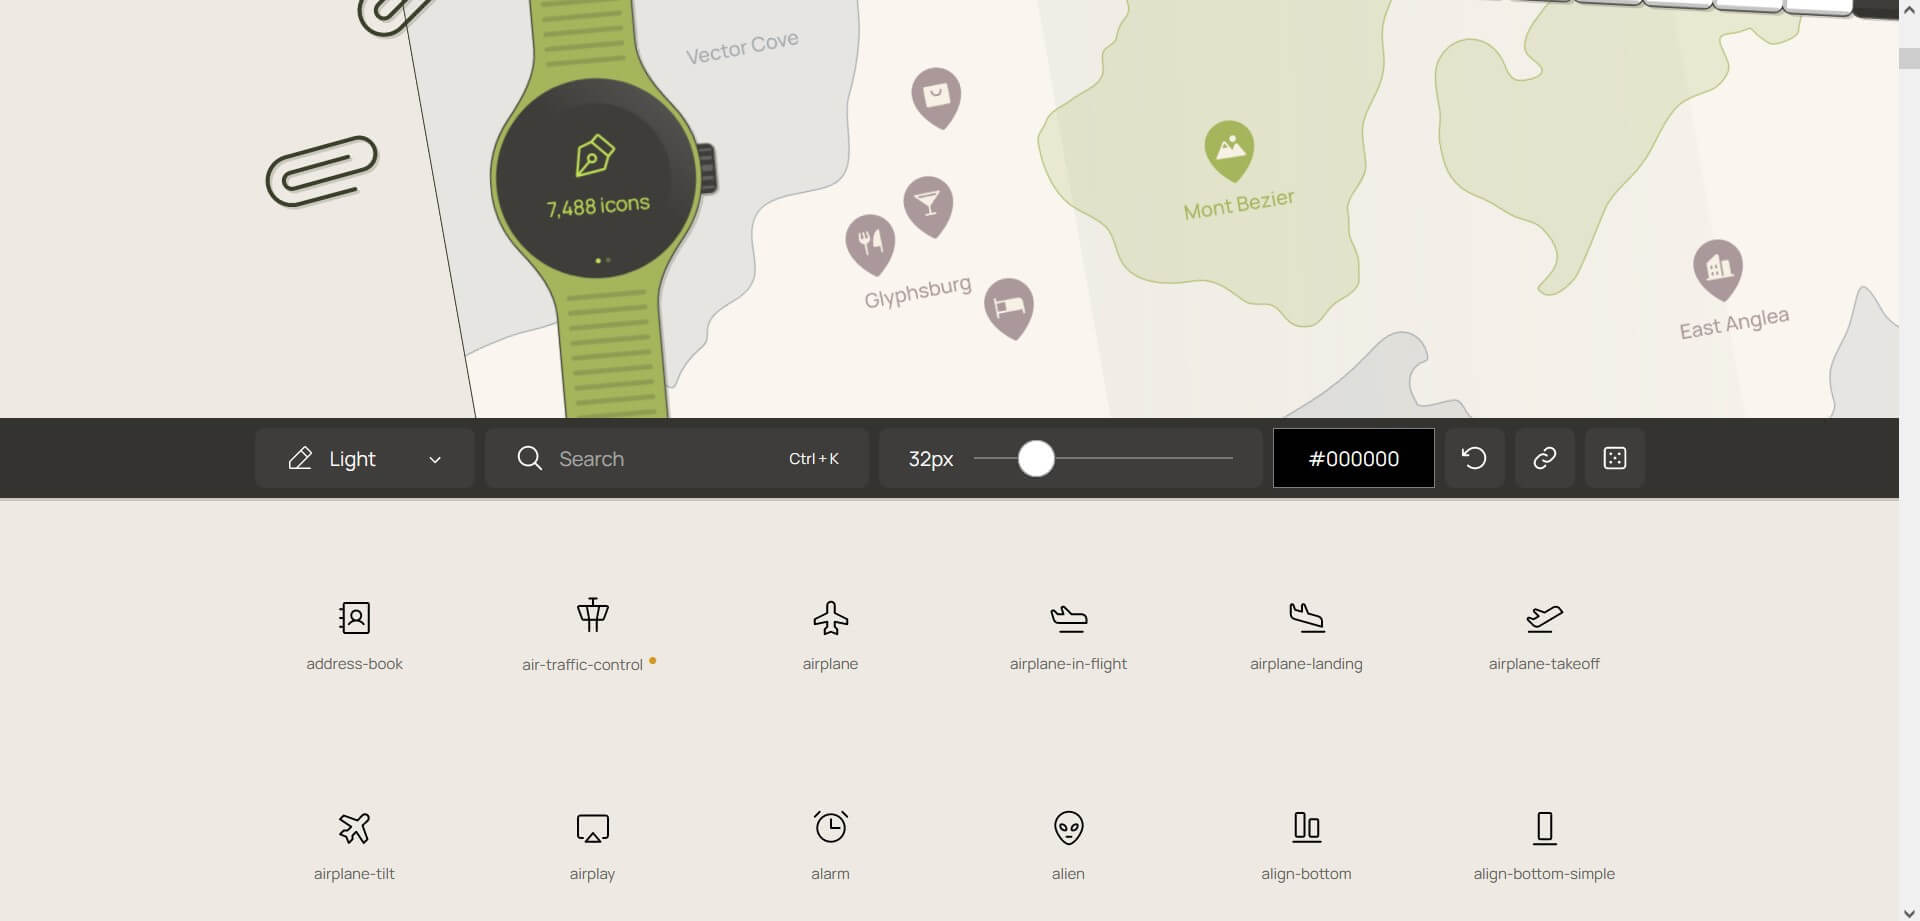 Vector Cove
7,488 icons
Mont Bezier
Glyphsburg
East Anglea
Light
Search
Ctrl + K
32px
#000000
address-book
air-traffic-control
airplane
airplane-in-flight
airplane-landing
airplane-takeoff
airplane-tilt
airplay
alarm
alien
align-bottom
align-bottom-simple